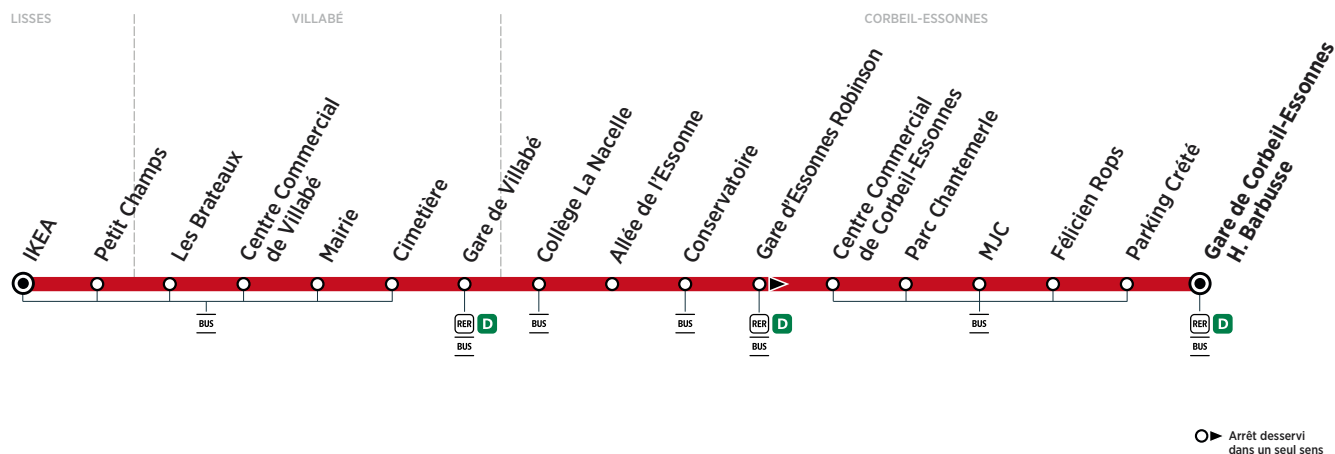 LISSES
VILLABÉ
CORBEIL-ESSONNES
IKEA
Petit Champs
Les Brateaux
Centre Commercial
de Villabé
Mairie
Cimetière
Gare de Villabé
Collège La Nacelle
Allée de l'Essonne
Conservatoire
Gare d'Essonnes Robinson
Centre Commercial
de Corbeil-Essonnes
Parc Chantemerle
MJC
Félicien Rops
Parking Crété
Gare de Corbeil-Essonnes
H. Barbusse
BUS
RER D
BUS
BUS
BUS
RER D
BUS
BUS
RER D
BUS
Arrêt desservi
dans un seul sens